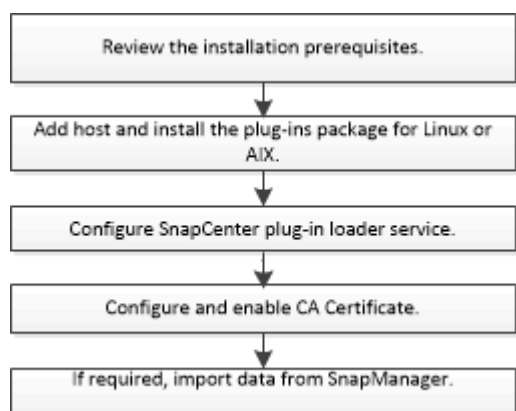 Review the installation prerequisites.
Add host and install the plug-ins package for Linux or
AIX.
Configure SnapCenter plug-in loader service.
Configure and enable CA Certificate.
If required, import data from SnapManager.